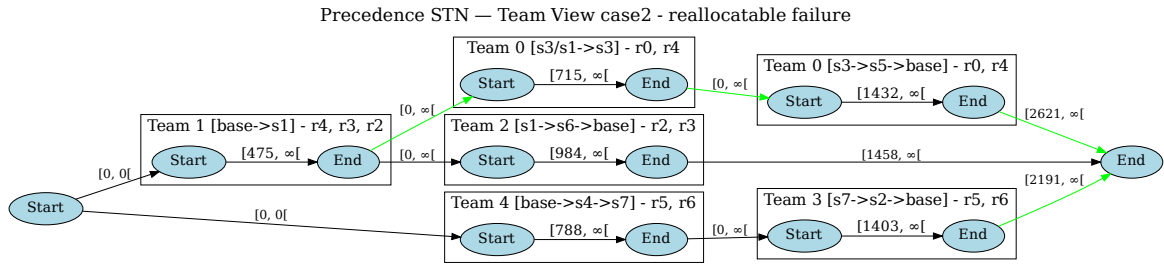 Precedence STN — Team View case2 - reallocatable failure
Team 0 [s3/s1->s3] - r0, r4
Start
[715, ∞[
End
[0, ∞[
Team 0 [s3->s5->base] - r0, r4
Start
[1432, ∞[
End
[2621, ∞[
[0, ∞[
Team 1 [base->s1] - r4, r3, r2
Start
[475, ∞[
End
[0, ∞[
Team 2 [s1->s6->base] - r2, r3
Start
[984, ∞[
End
[1458, ∞[
End
[0, 0[
Start
[0, 0[
Team 4 [base->s4->s7] - r5, r6
Start
[788, ∞[
End
[0, ∞[
Team 3 [s7->s2->base] - r5, r6
Start
[1403, ∞[
End
[2191, ∞[